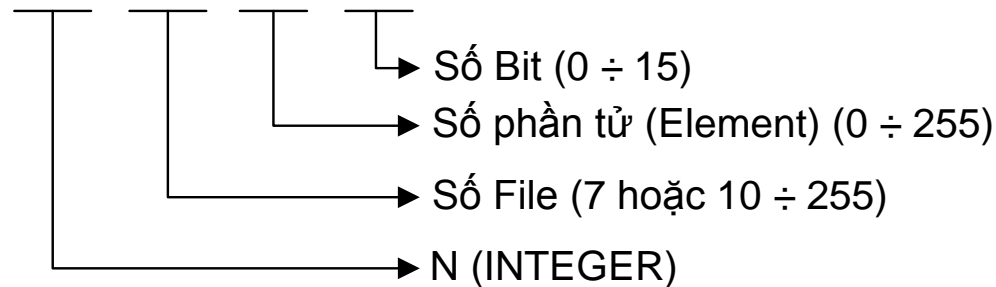 Số Bit (0 ÷ 15)
Số phần tử (Element) (0 ÷ 255)
Số File (7 hoặc 10 ÷ 255)
N (INTEGER)